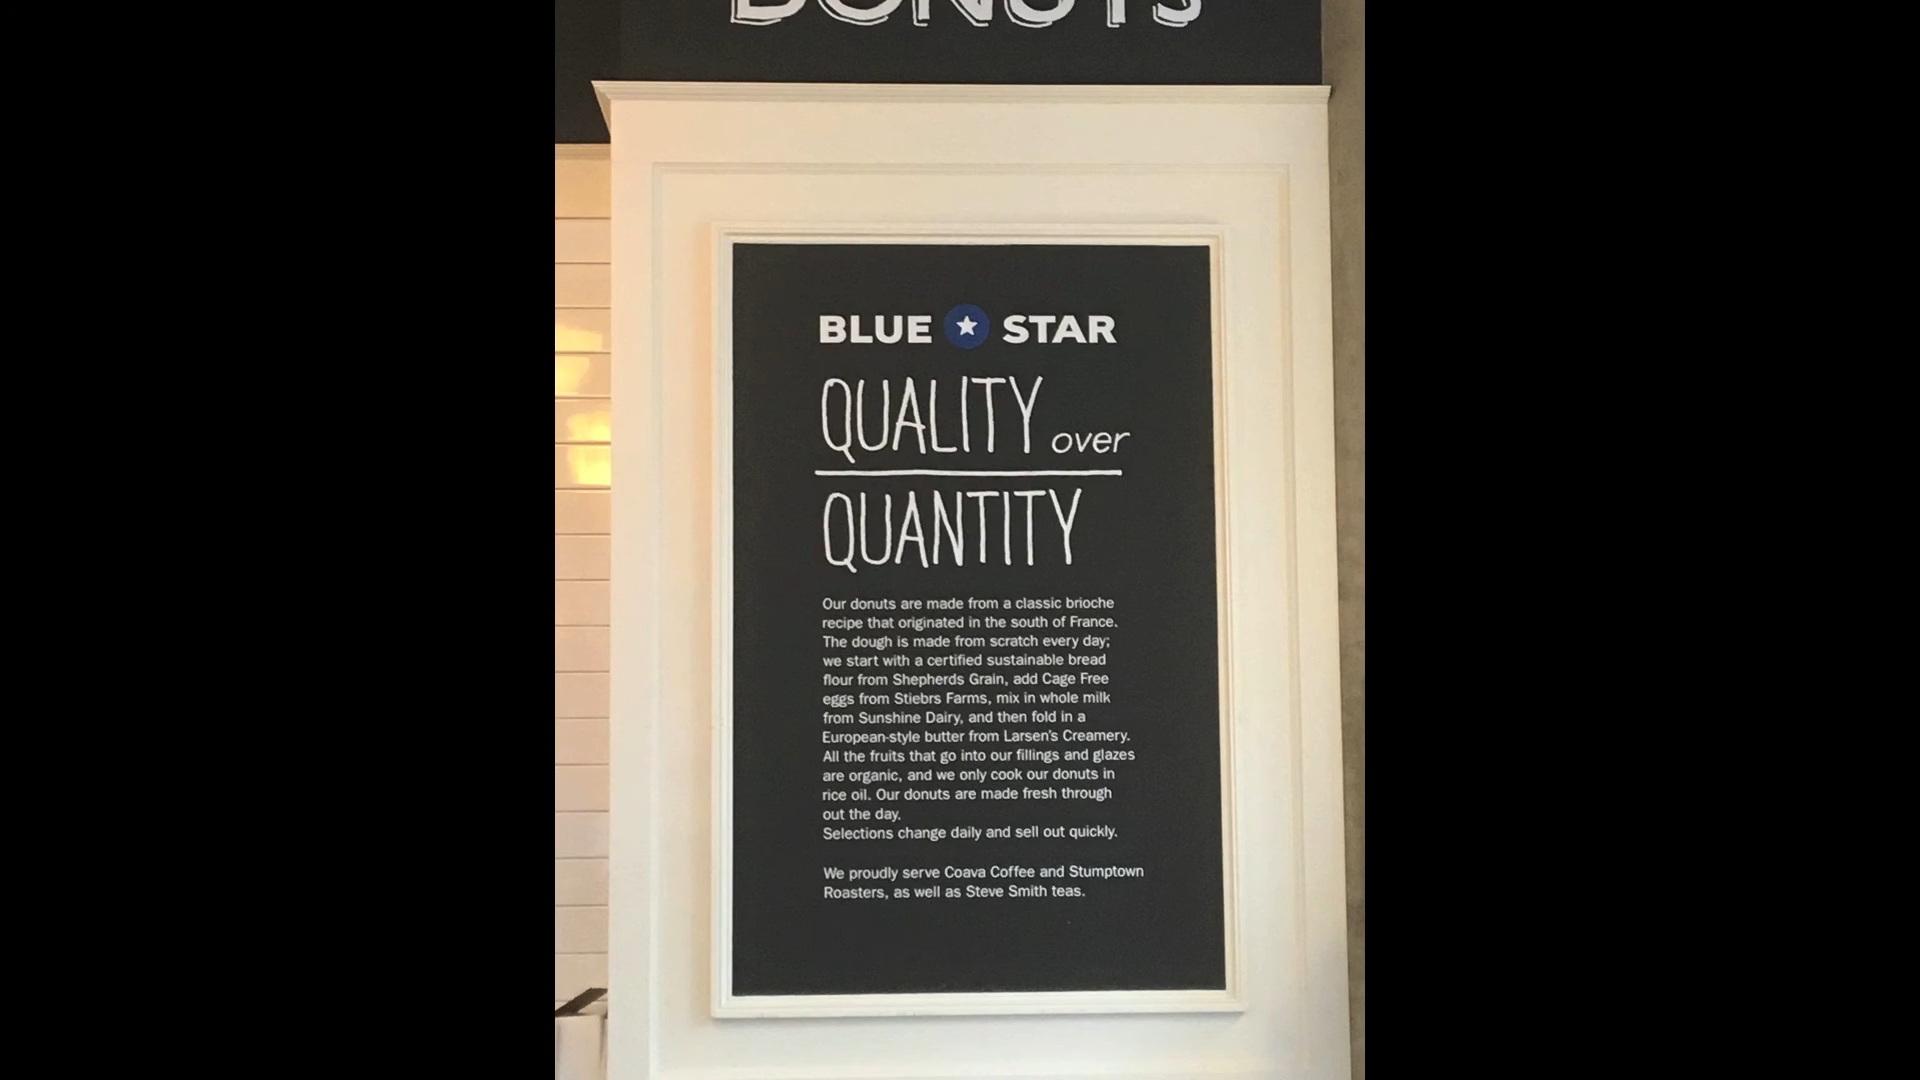 DONUTS
BLUE STAR
QUALITY over
QUANTITY
Our donuts are made from a classic brioche
recipe that originated in the south of France.
The dough is made from scratch every day;
we start with a certified sustainable bread
flour from Shepherds Grain, add Cage Free
eggs from Stiebrs Farms, mix in whole milk
from Sunshine Dairy, and then fold in a
European-style butter from Larsen's Creamery.
All the fruits that go into our fillings and glazes
are organic, and we only cook our donuts in
rice oil. Our donuts are made fresh through
out the day.
Selections change daily and sell out quickly.
We proudly serve Coava Coffee and Stumptown
Roasters, as well as Steve Smith teas.